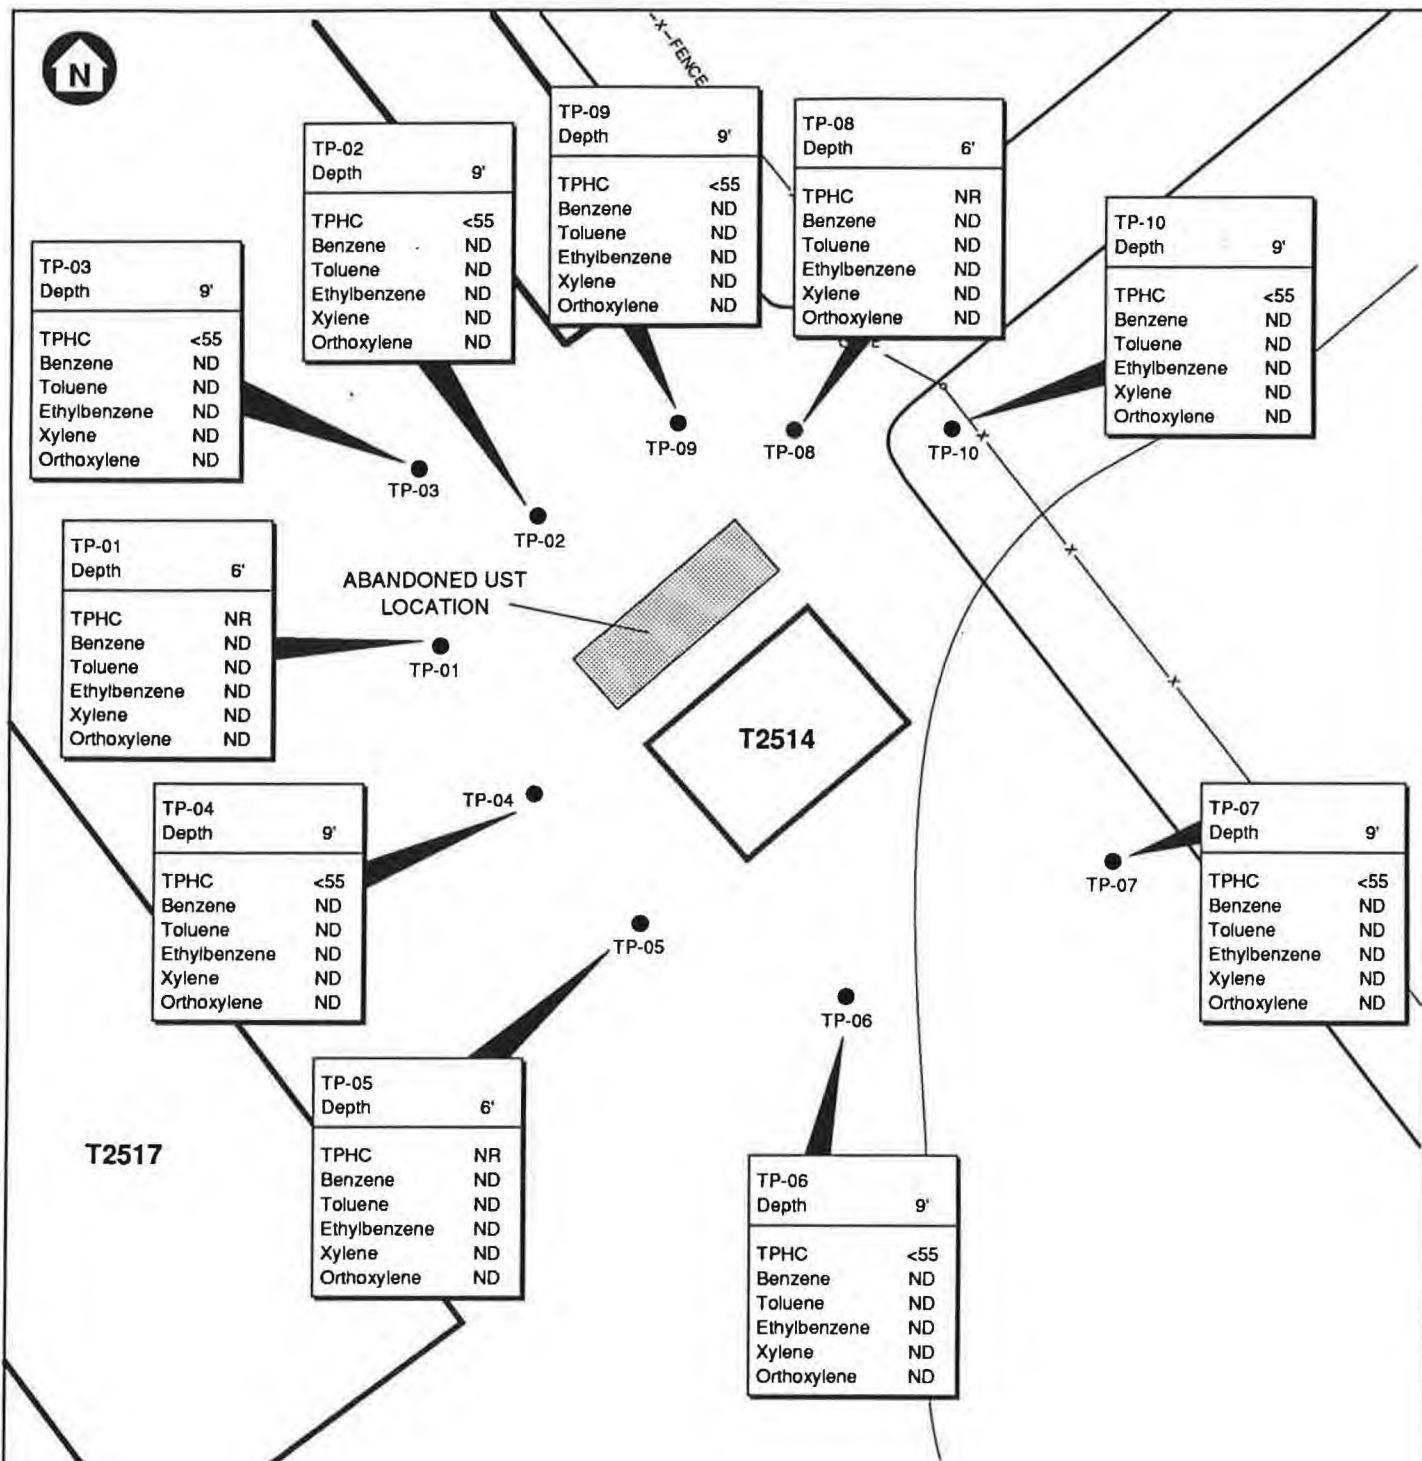 N
-X-FENCE
TP-09
Depth 9'
TPHC <55
Benzene ND
Toluene ND
Ethylbenzene ND
Xylene ND
Orthoxylene ND
TP-08
Depth 6'
TPHC NR
Benzene ND
Toluene ND
Ethylbenzene ND
Xylene ND
Orthoxylene ND
TP-02
Depth 9'
TPHC <55
Benzene ND
Toluene ND
Ethylbenzene ND
Xylene ND
Orthoxylene ND
TP-10
Depth 9'
TPHC <55
Benzene ND
Toluene ND
Ethylbenzene ND
Xylene ND
Orthoxylene ND
TP-03
Depth 9'
TPHC <55
Benzene ND
Toluene ND
Ethylbenzene ND
Xylene ND
Orthoxylene ND
TP-09
TP-08
TP-10
X
TP-03
TP-02
X
TP-01
Depth 6'
TPHC NR
Benzene ND
Toluene ND
Ethylbenzene ND
Xylene ND
Orthoxylene ND
ABANDONED UST
LOCATION
TP-01
X
T2514
TP-04
TP-04
Depth 9'
TPHC <55
Benzene ND
Toluene ND
Ethylbenzene ND
Xylene ND
Orthoxylene ND
TP-07
Depth 9'
TPHC <55
Benzene ND
Toluene ND
Ethylbenzene ND
Xylene ND
Orthoxylene ND
TP-07
TP-05
TP-06
TP-05
Depth 6'
TPHC NR
Benzene ND
Toluene ND
Ethylbenzene ND
Xylene ND
Orthoxylene ND
T2517
TP-06
Depth 9'
TPHC <55
Benzene ND
Toluene ND
Ethylbenzene ND
Xylene ND
Orthoxylene ND